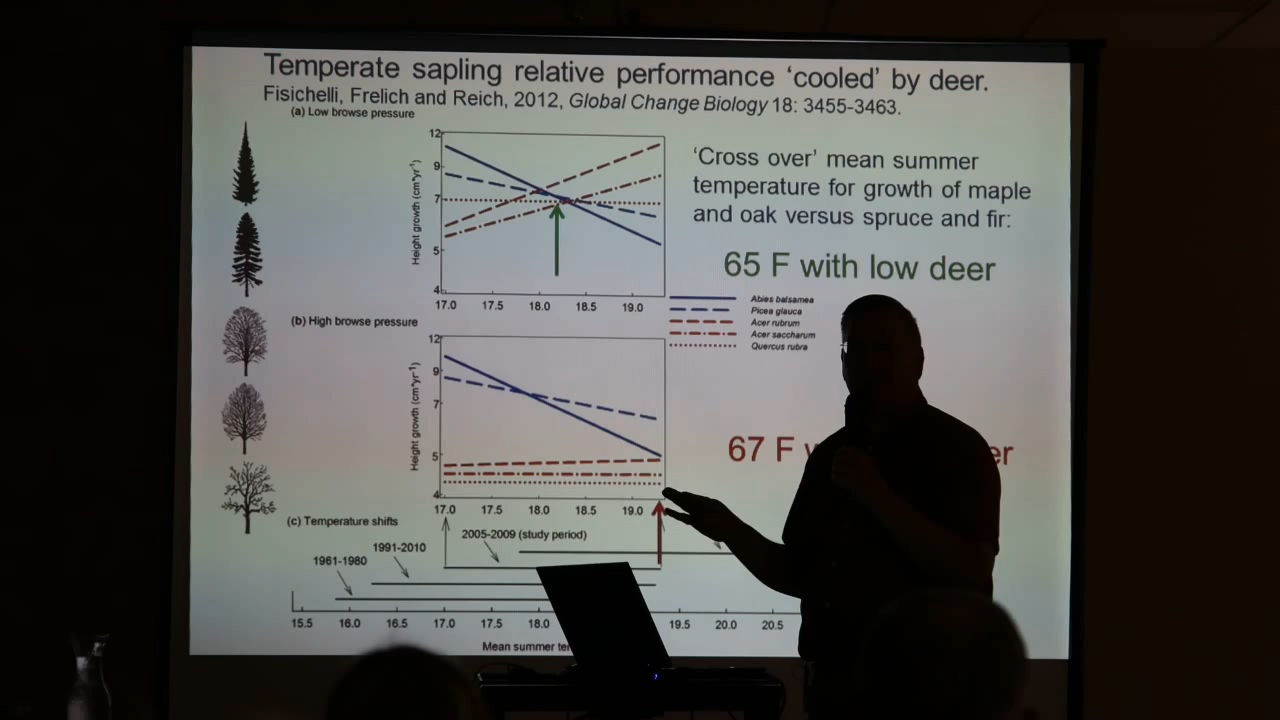 Temperate sapling relative performance ‘cooled’ by deer.
Fisichelli, Frelich and Reich, 2012, Global Change Biology 18: 3455-3463.
(a) Low browse pressure
12
9
7
5
4
Height growth (cm*yr⁻¹)
17.0 17.5 18.0 18.5 19.0
‘Cross over’ mean summer
temperature for growth of maple
and oak versus spruce and fir:
65 F with low deer
Abies balsamea
Picea glauca
Acer rubrum
Acer saccharum
Quercus rubra
(b) High browse pressure
12
9
7
5
4
Height growth (cm*yr⁻¹)
17.0 17.5 18.0 18.5 19.0
67 F
(c) Temperature shifts
2005-2009 (study period)
1991-2010
1961-1980
15.5 16.0 16.5 17.0 17.5 18.0 19.5 20.0 20.5
Mean summer